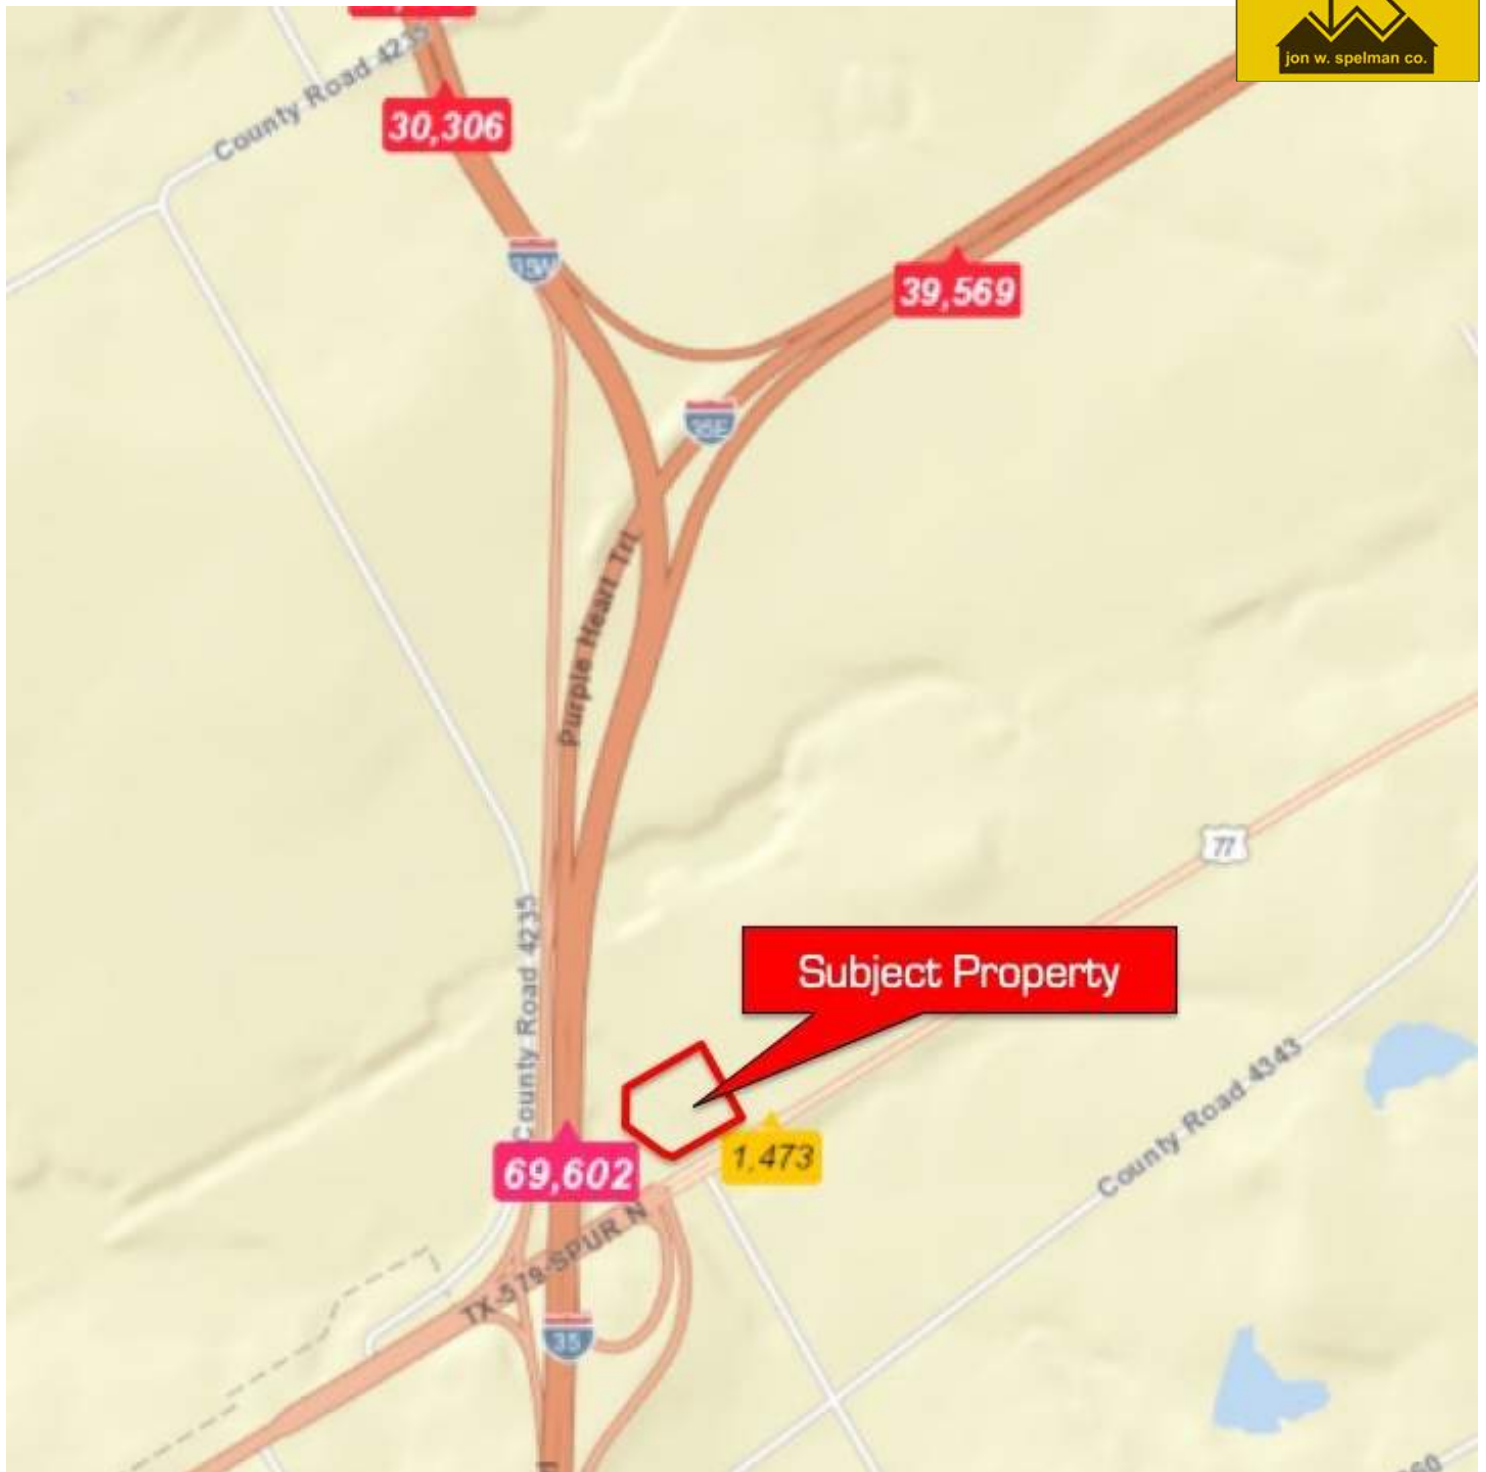 jon w. spelman co.
County Road 4235
30,306
35W
39,569
35E
Purple Heart Trl
77
County Road 4235
Subject Property
County Road 4343
69,602
1,473
TX-579-SPUR N
35